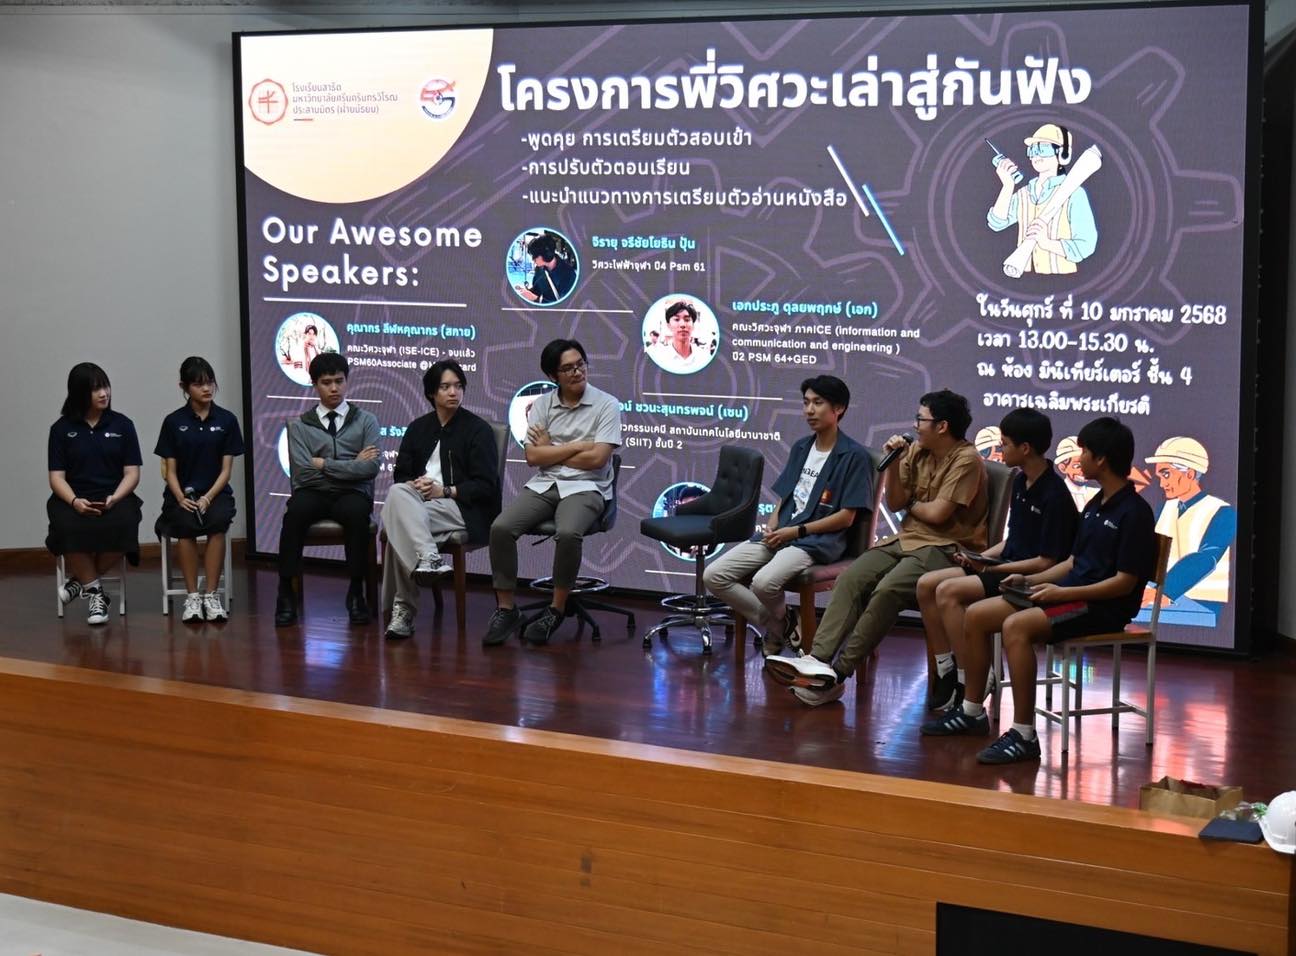 โรงเรียนสาธิต
มหาวิทยาลัยศรีนครินทรวิโรฒ
ประสานมิตร (ฝ่ายมัธยม)
โครงการพี่วิศวะเล่าสู่กันฟัง
-พูดคุย การเตรียมตัวสอบเข้า
-การปรับตัวตอนเรียน
-แนะนำแนวทางการเตรียมตัวอ่านหนังสือ
Our Awesome
Speakers:
จิรายุ จรีชัยโยธิน ปุ้น
วิศวะไฟฟ้าจุฬา ปี4 Psm 61
คุณากร ลีฬหคุณากร (สกาย)
คณะวิศวะจุฬา (ISE-ICE) - จบแล้ว
PSM60Associate
เอกประภู ดุลยพฤกษ์ (เอก)
คณะวิศวะจุฬา ภาคICE (information and
communication and engineering )
ปี2 PSM 64+GED
ชวนะสุนทรพจน์ (เซน)
วกรรมเคมี สถาบันเทคโนโลยีนานาชาติ
(SIIT) ชั้นปี 2
ในวันศุกร์ ที่ 10 มกราคม 2568
เวลา 13.00-15.30 น.
ณ ห้อง มินิเทียร์เตอร์ ชั้น 4
อาคารเฉลิมพระเกียรติ